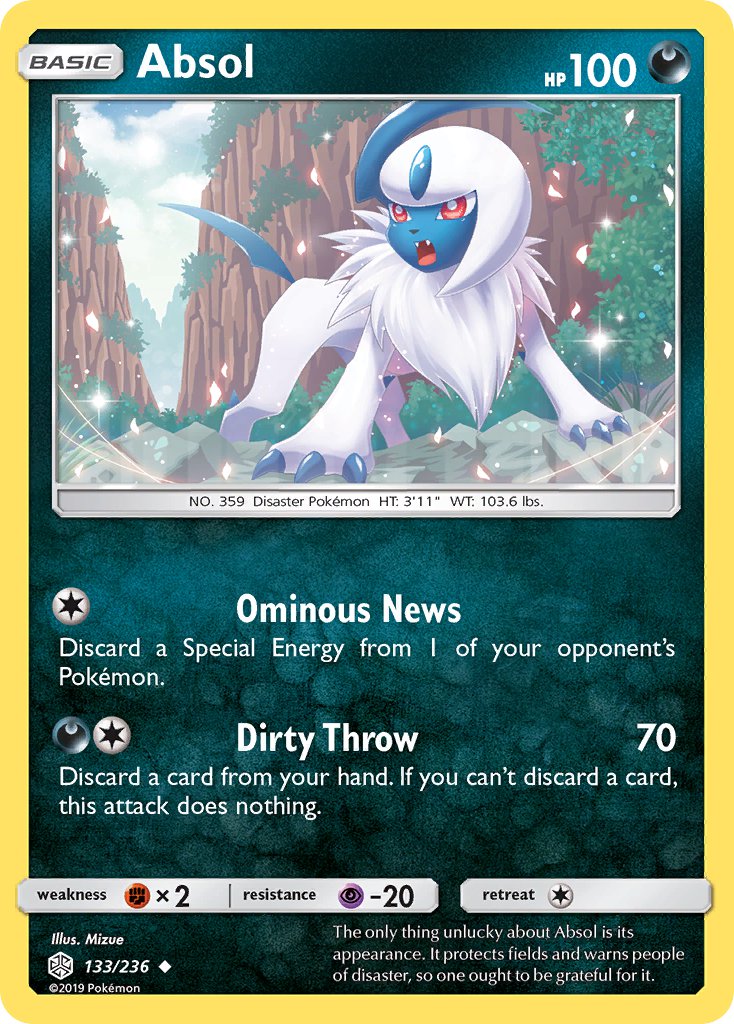 BASIC Absol HP 100
NO. 359 Disaster Pokémon HT: 3'11" WT: 103.6 lbs.
Ominous News
Discard a Special Energy from 1 of your opponent's
Pokémon.
Dirty Throw 70
Discard a card from your hand. If you can't discard a card,
this attack does nothing.
weakness ×2 resistance -20 retreat
Illus. Mizue
133/236
©2019 Pokémon
The only thing unlucky about Absol is its
appearance. It protects fields and warns people
of disaster, so one ought to be grateful for it.